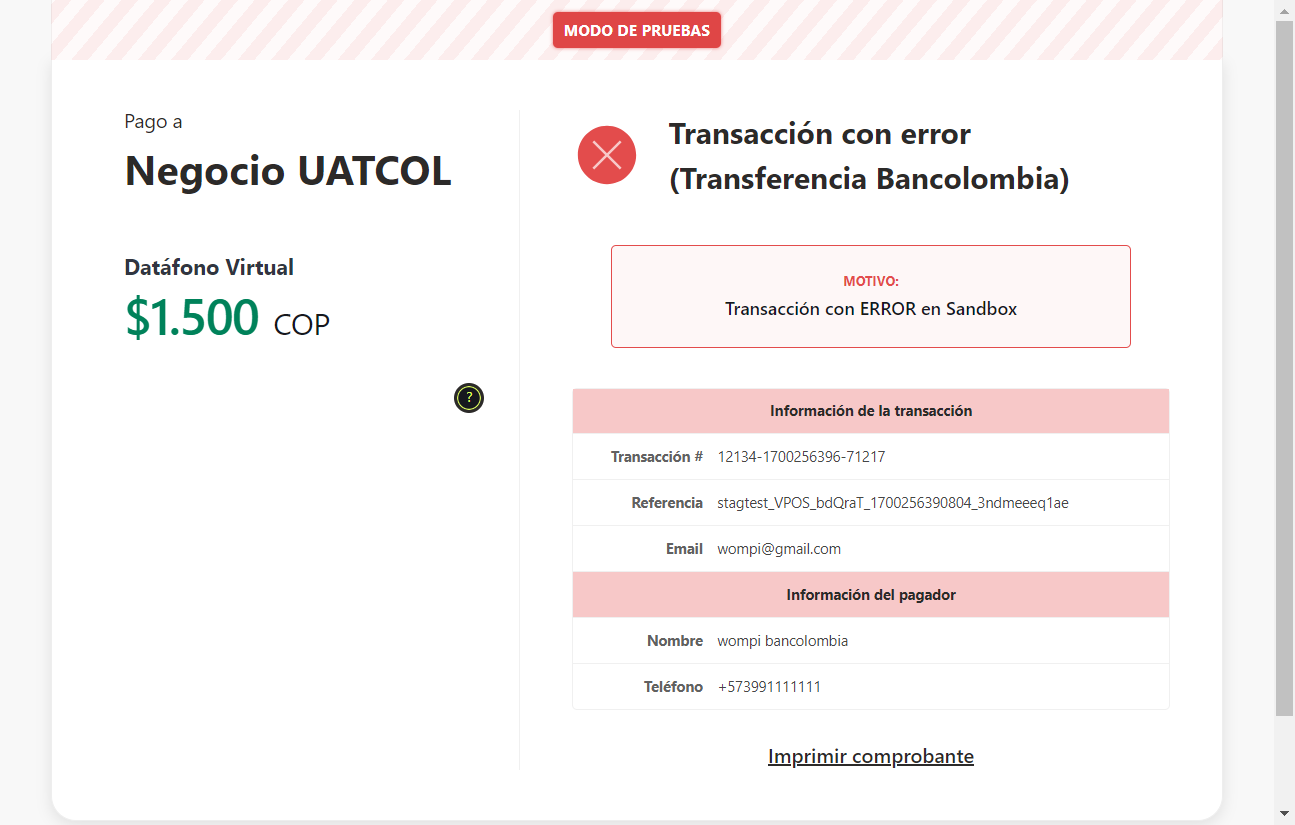 MODO DE PRUEBAS
Pago a
Negocio UATCOL
Datáfono Virtual
$1.500 COP
?
Transacción con error
(Transferencia Bancolombia)
MOTIVO:
Transacción con ERROR en Sandbox
Información de la transacción
Transacción # 12134-1700256396-71217
Referencia stagtest_VPOS_bdQraT_1700256390804_3ndmeeeq1ae
Email wompi@gmail.com
Información del pagador
Nombre wompi bancolombia
Teléfono +573991111111
Imprimir comprobante